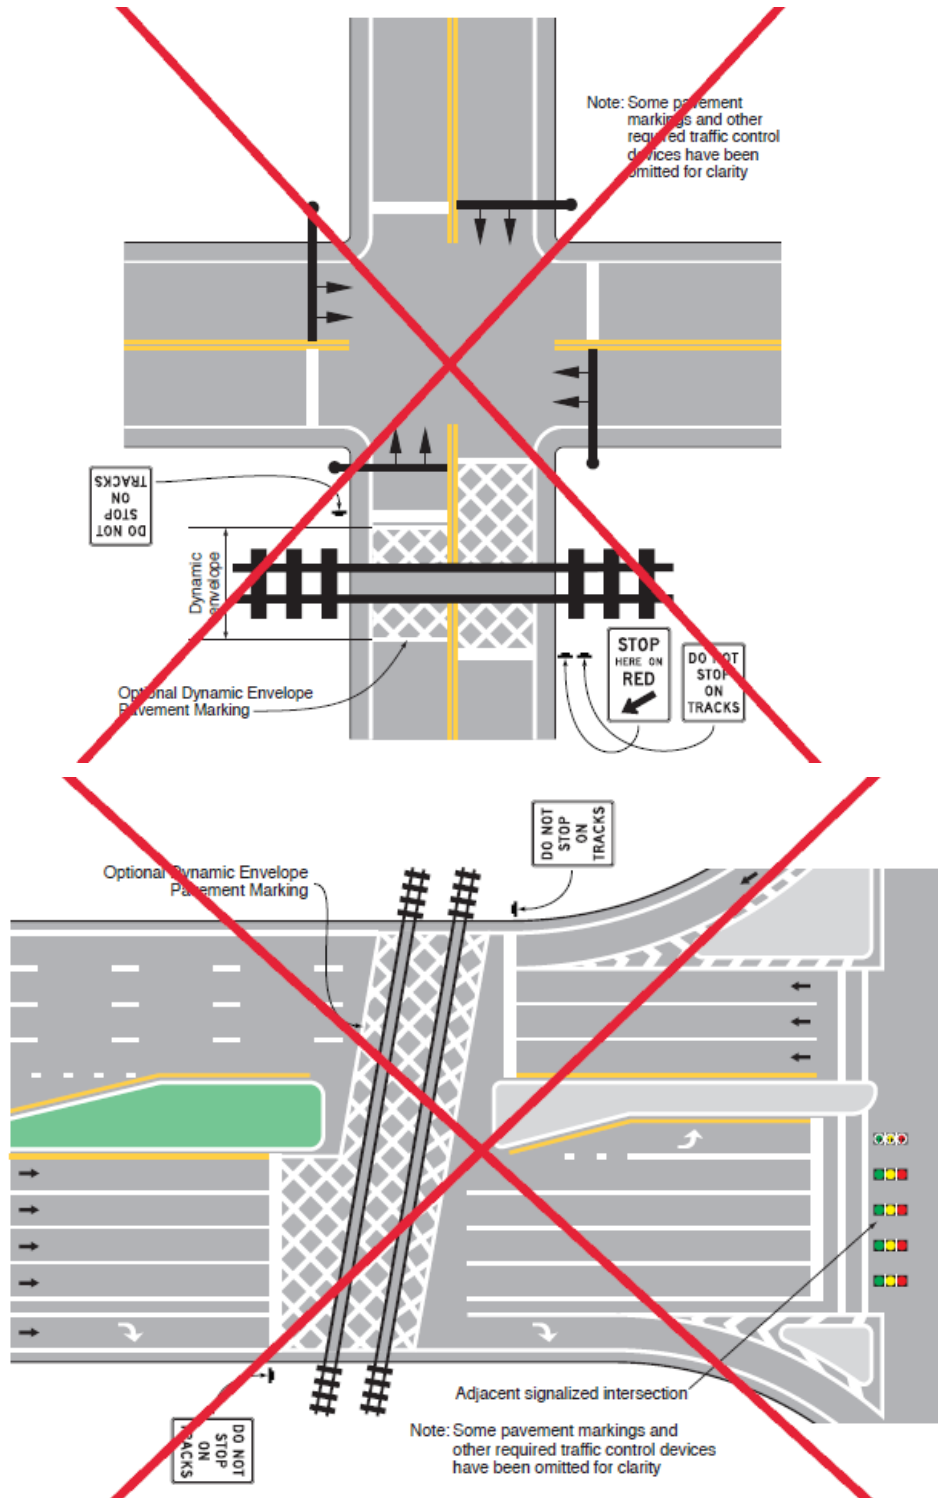 Note: Some pavement
markings and other
required traffic control
devices have been
omitted for clarity
DO NOT
STOP
ON
TRACKS
Dynamic
envelope
STOP
HERE ON
RED
DO NOT
STOP
ON
TRACKS
Optional Dynamic Envelope
Pavement Marking
DO NOT
STOP
ON
TRACKS
Optional Dynamic Envelope
Pavement Marking
Adjacent signalized intersection
DO NOT
STOP
ON
TRACKS
Note: Some pavement markings and
other required traffic control devices
have been omitted for clarity